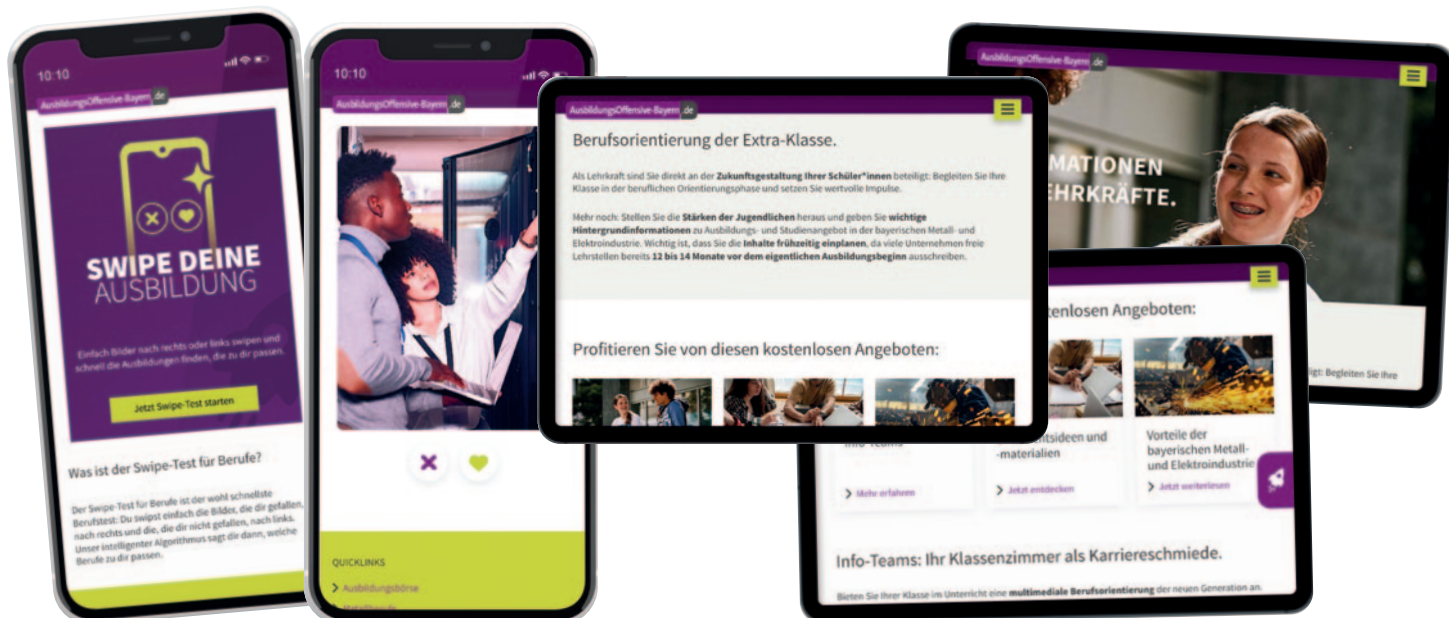 10:10
AusbildungsOffensive-Bayern .de
SWIPE DEINE
AUSBILDUNG
Einfach Bilder nach rechts oder links swipen und
schnell die Ausbildungen finden, die zu dir passen.
Jetzt Swipe-Test starten
Was ist der Swipe-Test für Berufe?
Der Swipe-Test für Berufe ist der wohl schnellste
Berufstest: Du swipst einfach die Bilder, die dir gefallen,
nach rechts und die, die dir nicht gefallen, nach links.
Unser intelligenter Algorithmus sagt dir dann, welche
Berufe zu dir passen.
10:10
AusbildungsOffensive-Bayern .de
QUICKLINKS
Ausbildungsbörse
AusbildungsOffensive-Bayern .de
Berufsorientierung der Extra-Klasse.
Als Lehrkraft sind Sie direkt an der Zukunftsgestaltung Ihrer Schüler*innen beteiligt: Begleiten Sie Ihre
Klasse in der beruflichen Orientierungsphase und setzen Sie wertvolle Impulse.
Mehr noch: Stellen Sie die Stärken der Jugendlichen heraus und geben Sie wichtige
Hintergrundinformationen zu Ausbildungs- und Studienangebot in der bayerischen Metall- und
Elektroindustrie. Wichtig ist, dass Sie die Inhalte frühzeitig einplanen, da viele Unternehmen freie
Lehrstellen bereits 12 bis 14 Monate vor dem eigentlichen Ausbildungsbeginn ausschreiben.
Profitieren Sie von diesen kostenlosen Angeboten:
AusbildungsOffensive-Bayern .de
MATIONEN
EHRKRÄFTE.
ligt: Begleiten Sie Ihre
tenlosen Angeboten:
Info-Teams
Mehr erfahren
ntsideen und
-materialien
Jetzt entdecken
Vorteile der
bayerischen Metall-
und Elektroindustrie
Jetzt weiterlesen
Info-Teams: Ihr Klassenzimmer als Karriereschmiede.
Bieten Sie Ihrer Klasse im Unterricht eine multimediale Berufsorientierung der neuen Generation an.